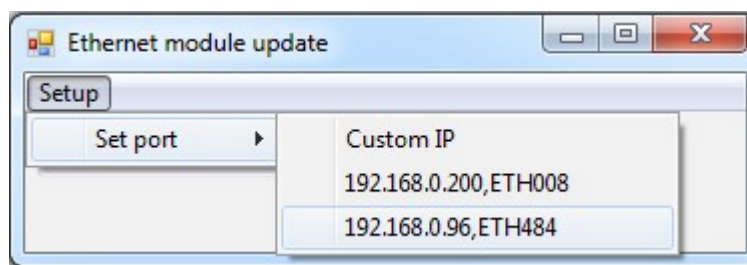 Ethernet module update
Setup
Set port
Custom IP
192.168.0.200,ETH008
192.168.0.96,ETH484